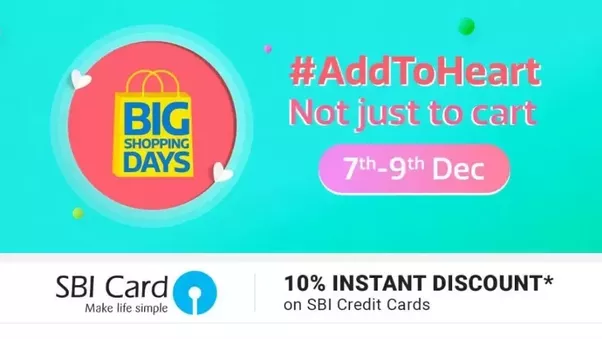 BIG
SHOPPING
DAYS
#AddToHeart
Not just to cart
7th-9th Dec
SBI Card
Make life simple
10% INSTANT DISCOUNT*
on SBI Credit Cards